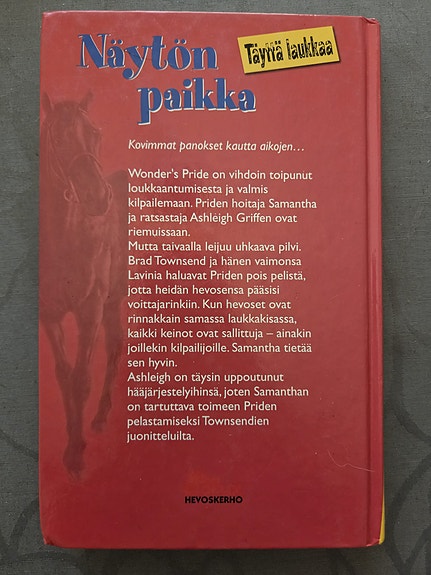 Näytön
paikka
Täyttä laukkaa
Kovimmat panokset kautta aikojen...
Wonder's Pride on vihdoin toipunut
loukkaantumisesta ja valmis
kilpailemaan. Priden hoitaja Samantha
ja ratsastaja Ashleigh Griffen ovat
riemuissaan.
Mutta taivaalla leijuu uhkaava pilvi.
Brad Townsend ja hänen vaimonsa
Lavinia haluavat Priden pois pelistä,
jotta heidän hevosensa pääsisi
voittajarinkiin. Kun hevoset ovat
rinnakkain samassa laukkakisassa,
kaikki keinot ovat sallittuja – ainakin
joillekin kilpailijoille. Samantha tietää
sen hyvin.
Ashleigh on täysin uppoutunut
hääjärjestelyihinsä, joten Samanthan
on tartuttava toimeen Priden
pelastamiseksi Townsendien
juonitteluilta.
HEVOSKERHO